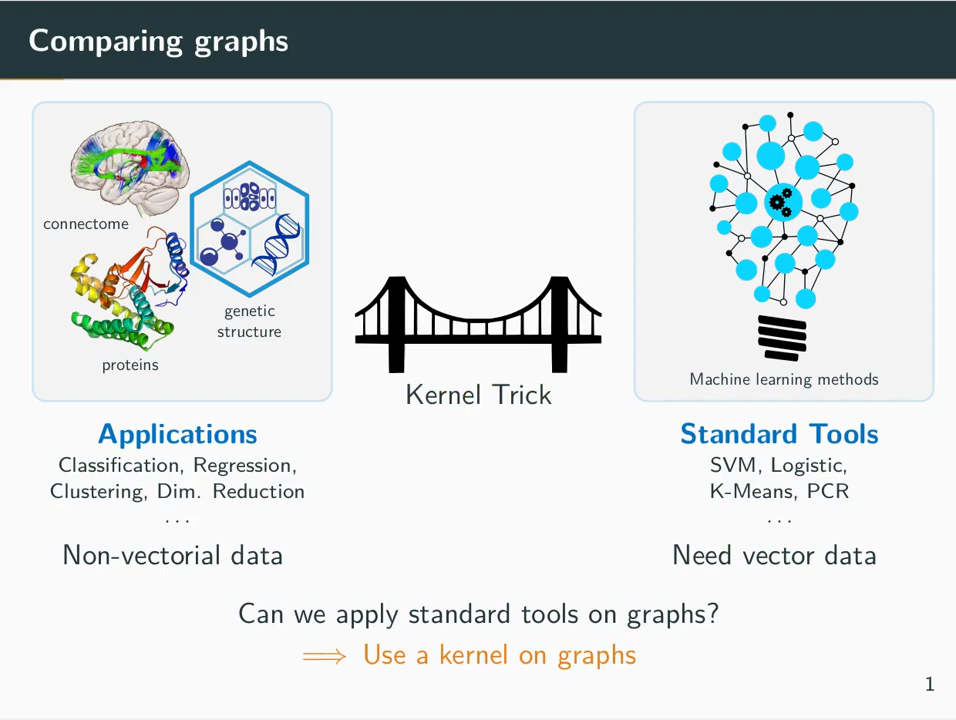 Comparing graphs
connectome
genetic
structure
proteins
Kernel Trick
Machine learning methods
Applications
Classification, Regression,
Clustering, Dim. Reduction
...
Non-vectorial data
Standard Tools
SVM, Logistic,
K-Means, PCR
...
Need vector data
Can we apply standard tools on graphs?
⟹ Use a kernel on graphs
1